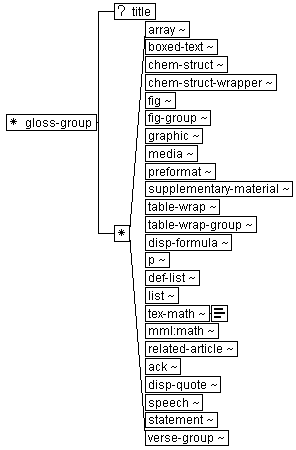 ? title
array ~
boxed-text ~
chem-struct ~
chem-struct-wrapper ~
fig ~
fig-group ~
* gloss-group
graphic ~
media ~
preformat ~
supplementary-material ~
table-wrap ~
table-wrap-group ~
*
disp-formula ~
p ~
def-list ~
list ~
tex-math ~
mml:math ~
related-article ~
ack ~
disp-quote ~
speech ~
statement ~
verse-group ~